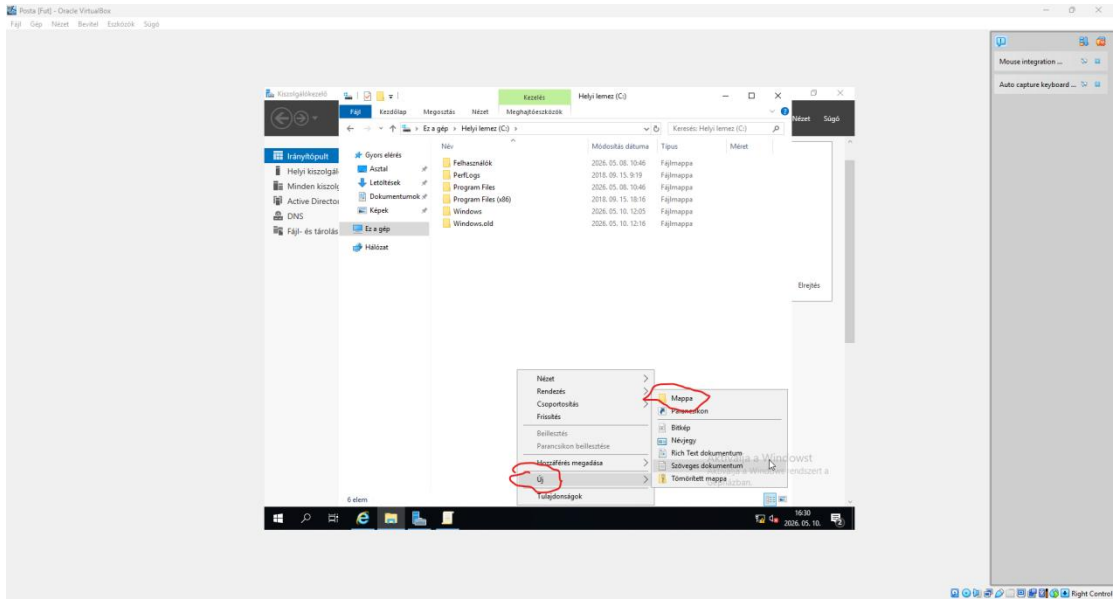 Posta [Fut] - Oracle VirtualBox
Fájl Gép Nézet Bevitel Eszközök Súgó
Mouse integration ...
Auto capture keyboard ...
Kiszolgálókezelő
Kezelés Helyi lemez (C:)
Fájl Kezdőlap Megosztás Nézet Meghajtóeszközök
Nézet Súgó
Ez a gép > Helyi lemez (C:) >
Keresés: Helyi lemez (C:)
Irányítópult
Helyi kiszolgál
Minden kiszolg
Active Director
DNS
Fájl- és tárolás
Gyors elérés
Asztal
Letöltések
Dokumentumok
Képek
Ez a gép
Hálózat
Név Módosítás dátuma Típus Méret
Felhasználók 2026. 05. 08. 10:46 Fájlmappa
PerfLogs 2018. 09. 15. 9:19 Fájlmappa
Program Files 2026. 05. 08. 10:46 Fájlmappa
Program Files (x86) 2018. 09. 15. 18:16 Fájlmappa
Windows 2026. 05. 10. 12:05 Fájlmappa
Windows.old 2026. 05. 10. 12:16 Fájlmappa
Elrejtés
Nézet
Rendezés
Csoportosítás
Frissítés
Beillesztés
Parancsikon beillesztése
Hozzáférés megadása
Új
Tulajdonságok
Mappa
Parancsikon
Bitkép
Névjegy
Rich Text dokumentum
Szöveges dokumentum
Tömörített mappa
6 elem
16:30
2026. 05. 10.
Right Control